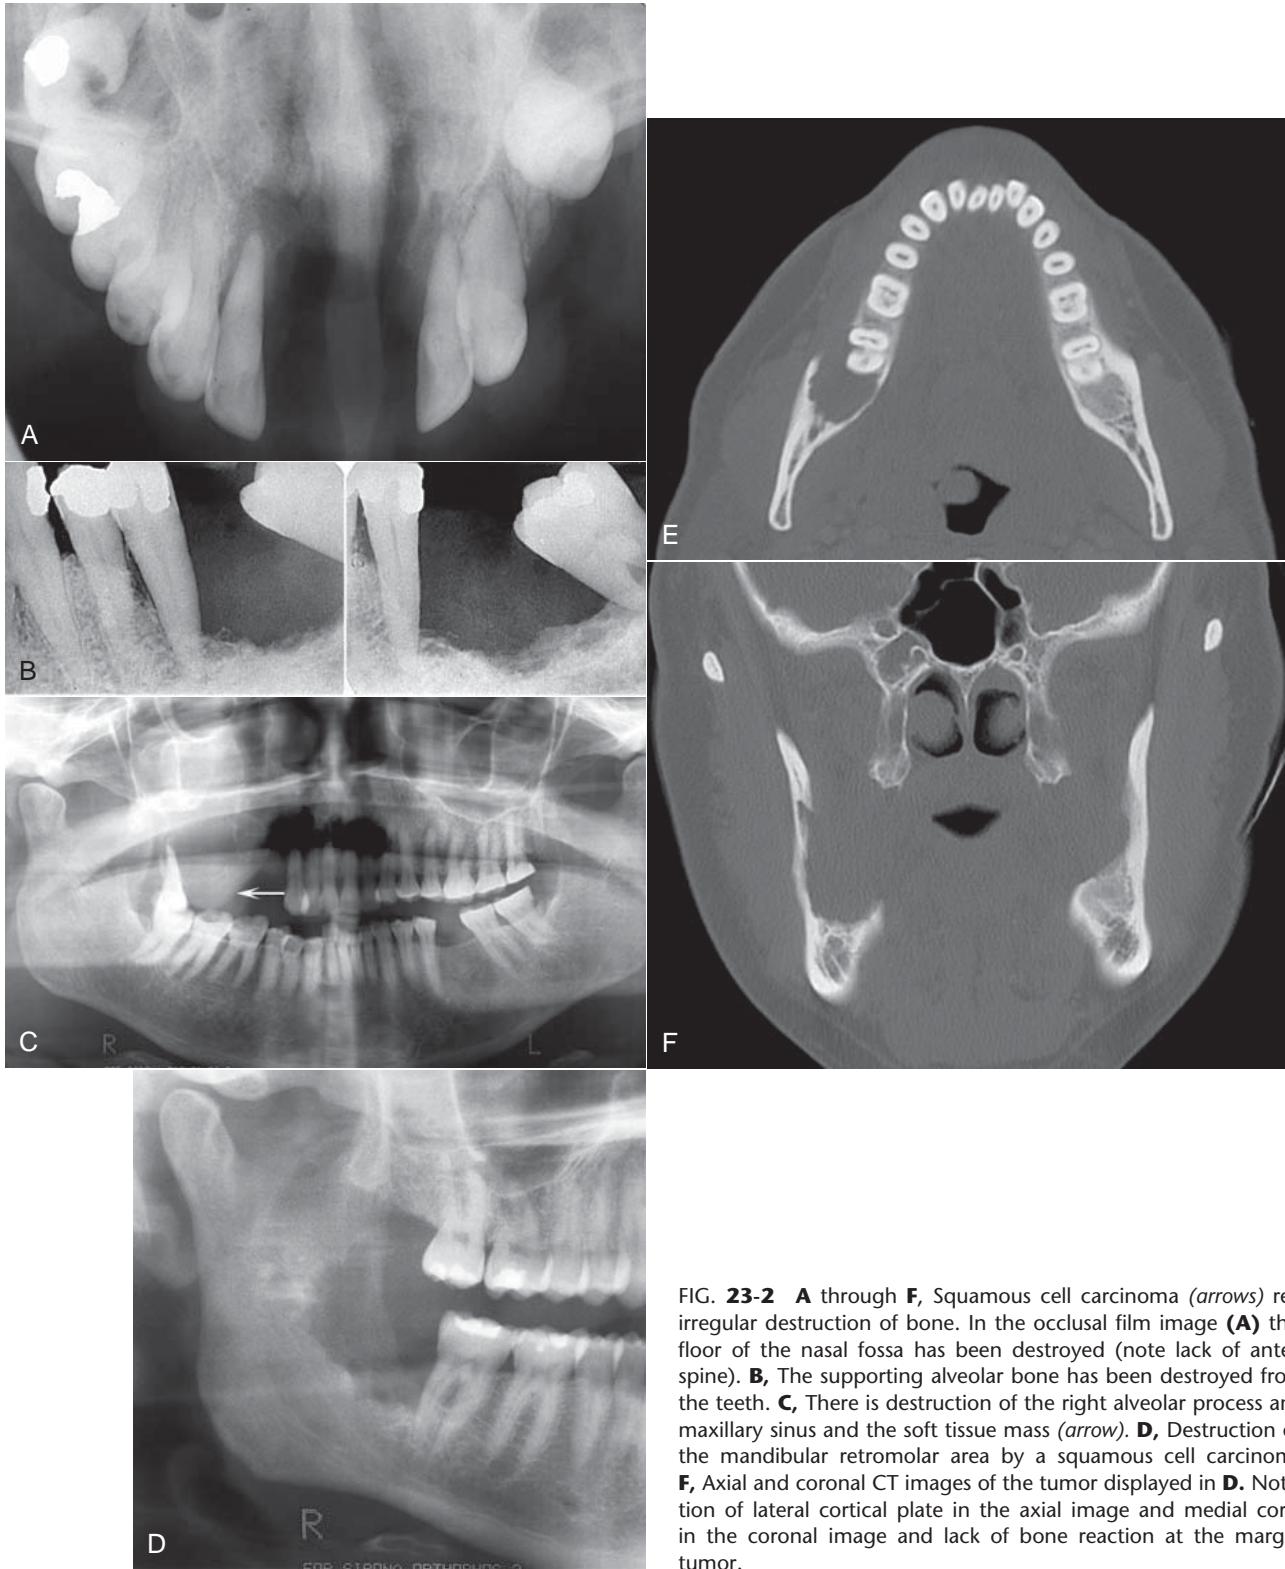 A
B
C
R
L
D
R
E
F
FIG. 23-2 A through F, Squamous cell carcinoma (arrows) re
irregular destruction of bone. In the occlusal film image (A) th
floor of the nasal fossa has been destroyed (note lack of ante
spine). B, The supporting alveolar bone has been destroyed fro
the teeth. C, There is destruction of the right alveolar process an
maxillary sinus and the soft tissue mass (arrow). D, Destruction o
the mandibular retromolar area by a squamous cell carcinom
F, Axial and coronal CT images of the tumor displayed in D. Not
tion of lateral cortical plate in the axial image and medial cor
in the coronal image and lack of bone reaction at the marg
tumor.